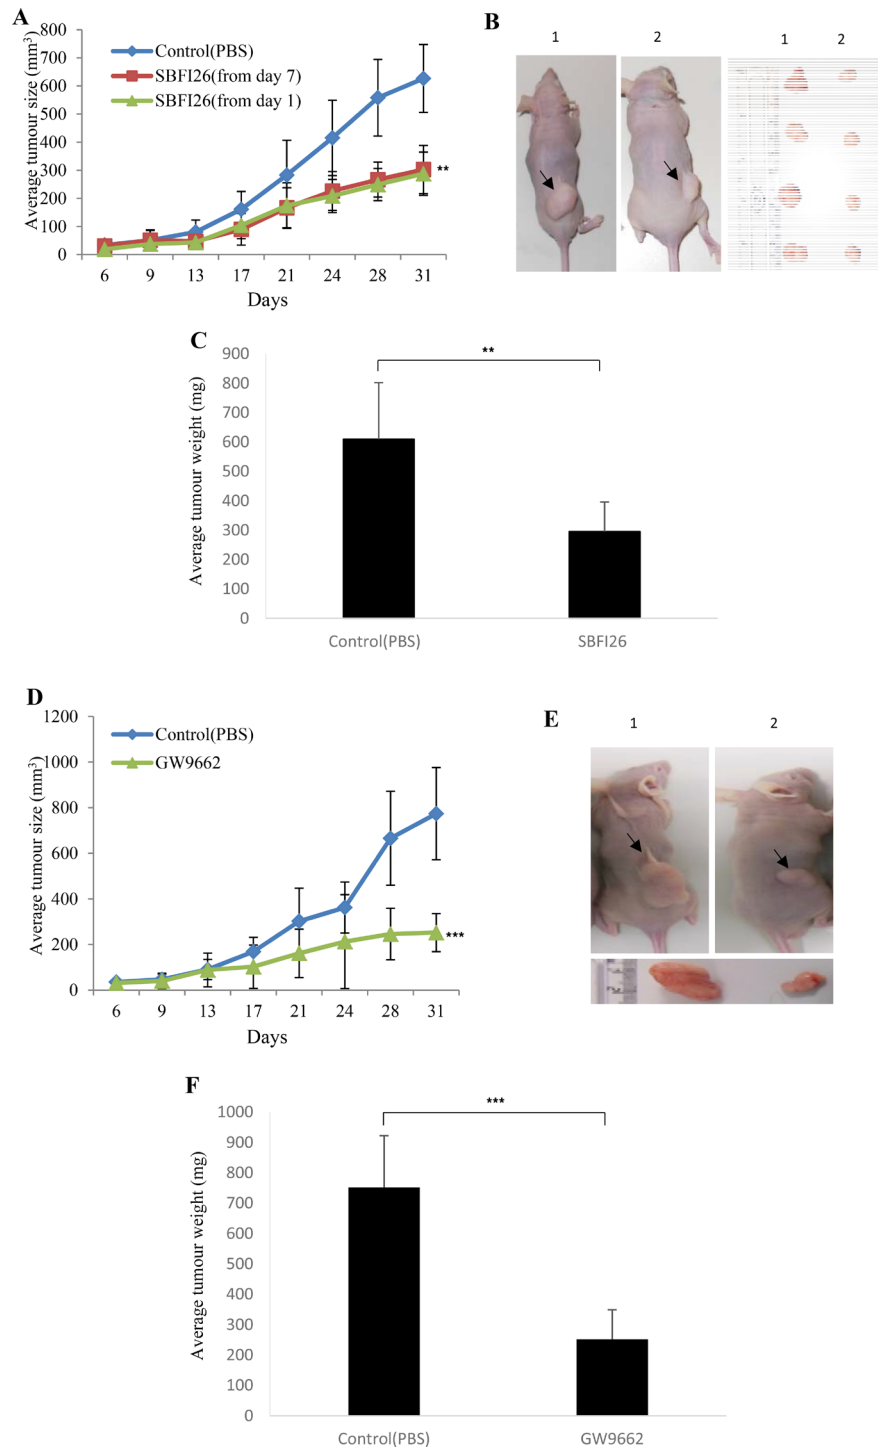 A
Average tumour size (mm3)
800
700
600
500
400
300
200
100
0
Control(PBS)
SBFI26(from day 7)
SBFI26(from day 1)
**
6 9 13 17 21 24 28 31
Days
B
1 2
1 2
C
Average tumour weight (mg)
900
800
700
600
500
400
300
200
100
0
**
Control(PBS) SBFI26
D
Average tumour size (mm3)
1200
1000
800
600
400
200
0
Control(PBS)
GW9662
***
6 9 13 17 21 24 28 31
Days
E
1 2
F
Average tumour weight (mg)
1000
900
800
700
600
500
400
300
200
100
0
***
Control(PBS) GW9662